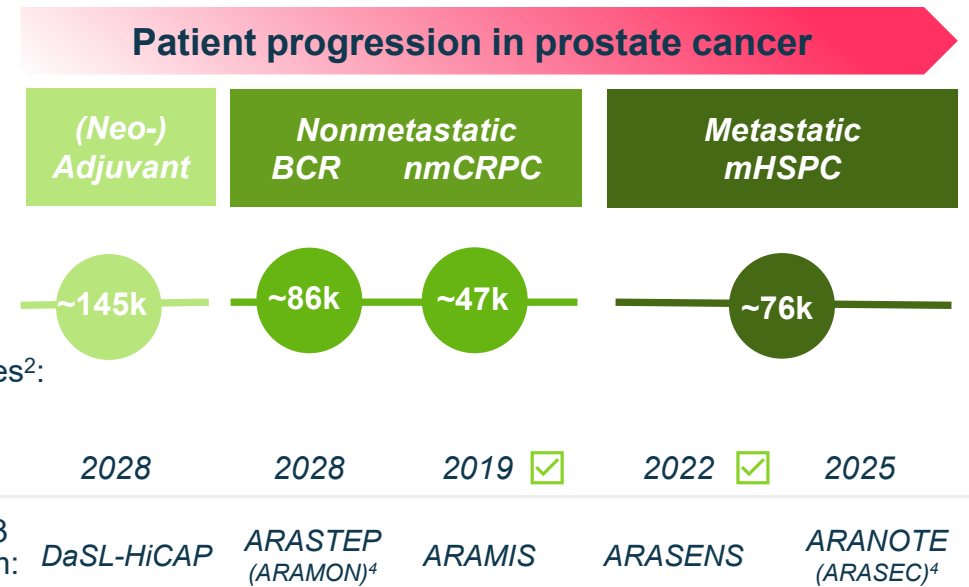 Patient progression in prostate cancer
(Neo-) Adjuvant
Nonmetastatic
BCR nmCRPC
Metastatic
mHSPC
~145k ~86k ~47k ~76k
es²:
2028 2028 2019 ☑ 2022 ☑ 2025
3
n: DaSL-HiCAP ARASTEP (ARAMON)⁴ ARAMIS ARASENS ARANOTE (ARASEC)⁴